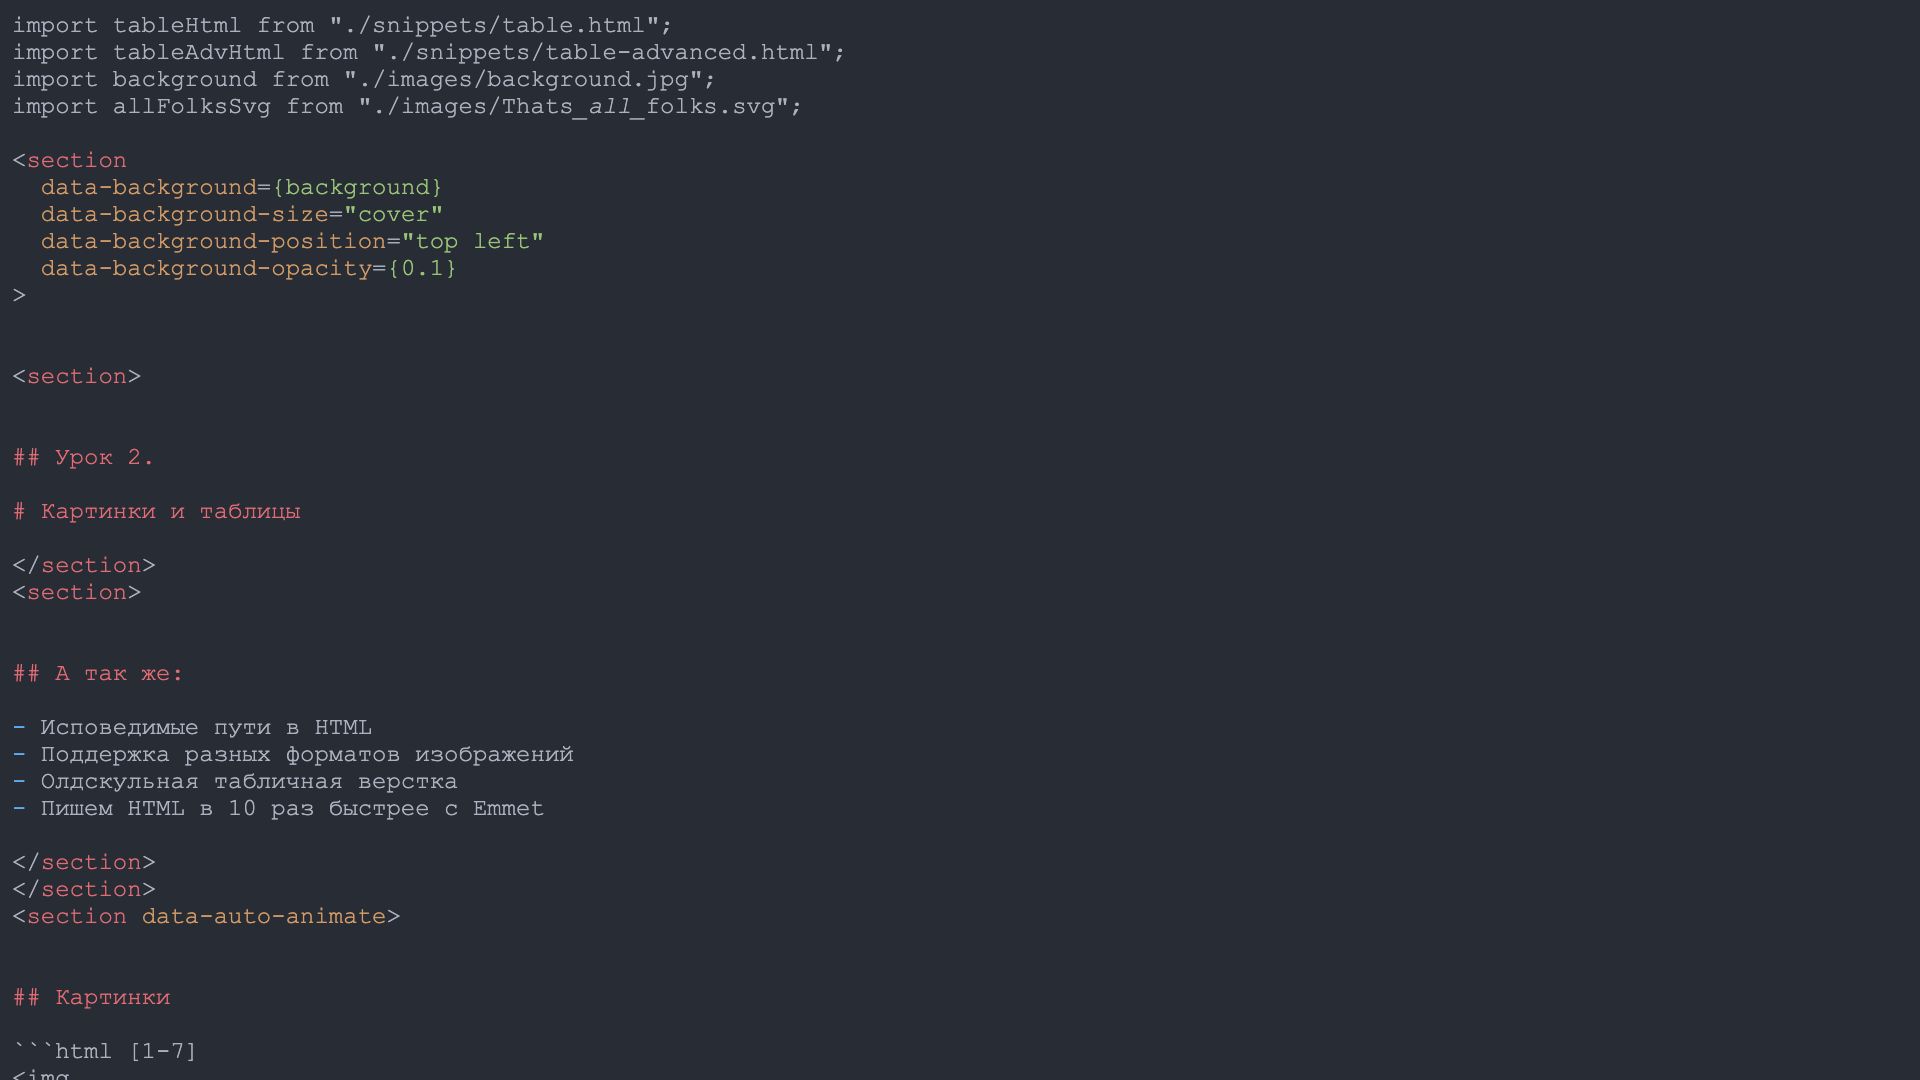 import tableHtml from "./snippets/table.html";
import tableAdvHtml from "./snippets/table-advanced.html";
import background from "./images/background.jpg";
import allFolksSvg from "./images/Thats_all_folks.svg";
<section
data-background={background}
data-background-size="cover"
data-background-position="top left"
data-background-opacity={0.1}
>
<section>
## Урок 2.
# Картинки и таблицы
</section>
<section>
## А так же:
- Исповедимые пути в HTML
- Поддержка разных форматов изображений
- Олдскульная табличная верстка
- Пишем HTML в 10 раз быстрее с Emmet
</section>
</section>
<section data-auto-animate>
## Картинки
```html [1-7]
<img